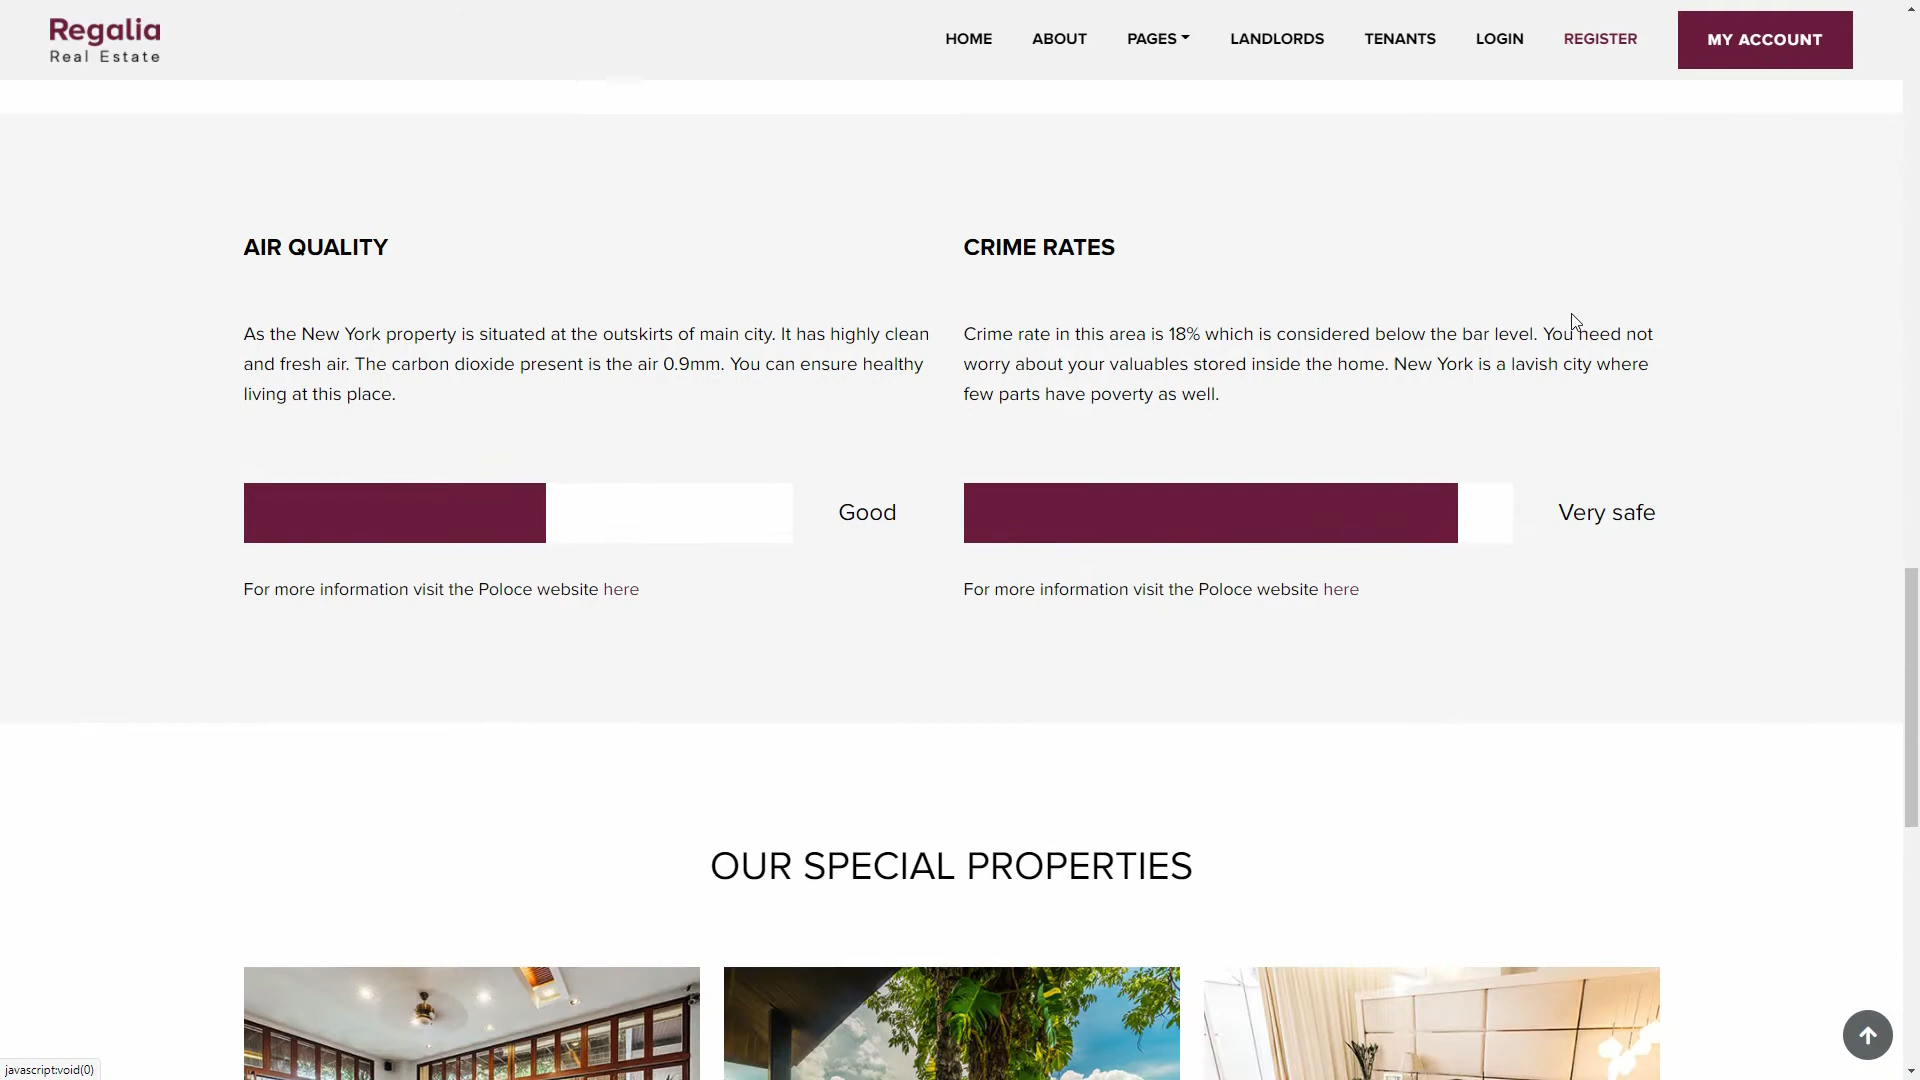 Regalia
Real Estate
HOME
ABOUT
PAGES
LANDLORDS
TENANTS
LOGIN
REGISTER
MY ACCOUNT
AIR QUALITY
As the New York property is situated at the outskirts of main city. It has highly clean
and fresh air. The carbon dioxide present is the air 0.9mm. You can ensure healthy
living at this place.
Good
For more information visit the Poloce website here
CRIME RATES
Crime rate in this area is 18% which is considered below the bar level. You need not
worry about your valuables stored inside the home. New York is a lavish city where
few parts have poverty as well.
Very safe
For more information visit the Poloce website here
OUR SPECIAL PROPERTIES
javascript:void(0)